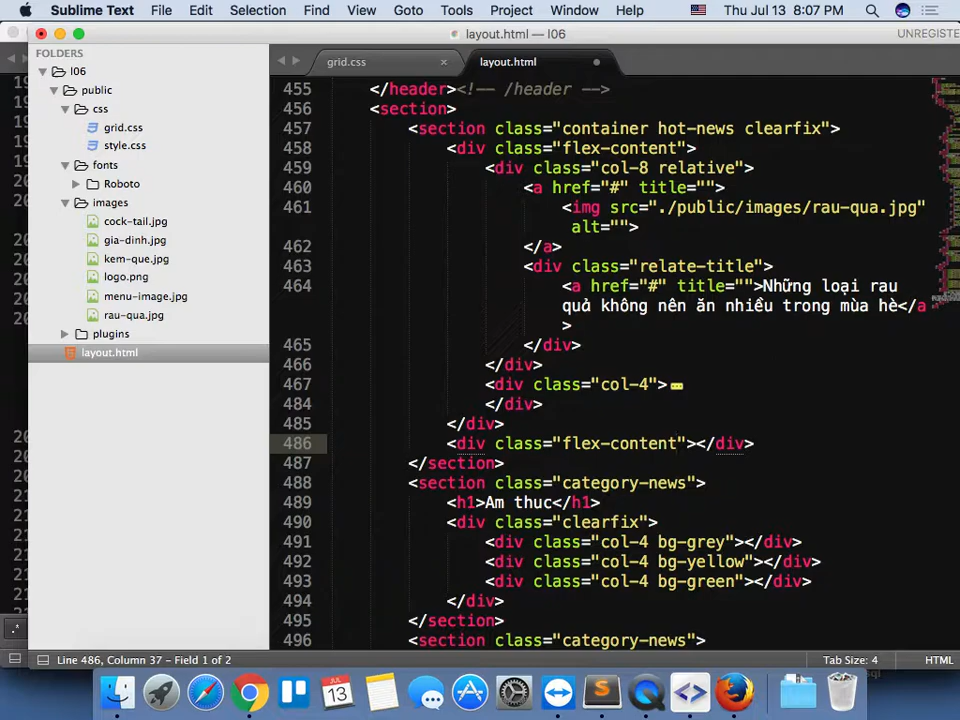 Sublime Text File Edit Selection Find View Goto Tools Project Window Help Thu Jul 13 8:07 PM
layout.html — l06
UNREGISTE
FOLDERS
l06
public
css
grid.css
style.css
fonts
Roboto
images
cock-tail.jpg
gia-dinh.jpg
kem-que.jpg
logo.png
menu-image.jpg
rau-qua.jpg
plugins
layout.html
grid.css × layout.html
455 </header><!-- /header -->
456 <section>
457 <section class="container hot-news clearfix">
458 <div class="flex-content">
459 <div class="col-8 relative">
460 <a href="#" title="">
461 <img src="./public/images/rau-qua.jpg"
alt="">
462 </a>
463 <div class="relate-title">
464 <a href="#" title="">Những loại rau
quả không nên ăn nhiều trong mùa hè</a
>
465 </div>
466 </div>
467 <div class="col-4">
484 </div>
485 </div>
486 <div class="flex-content"></div>
487 </section>
488 <section class="category-news">
489 <h1>Am thuc</h1>
490 <div class="clearfix">
491 <div class="col-4 bg-grey"></div>
492 <div class="col-4 bg-yellow"></div>
493 <div class="col-4 bg-green"></div>
494 </div>
495 </section>
496 <section class="category-news">
Line 486, Column 37 - Field 1 of 2 Tab Size: 4 HTML